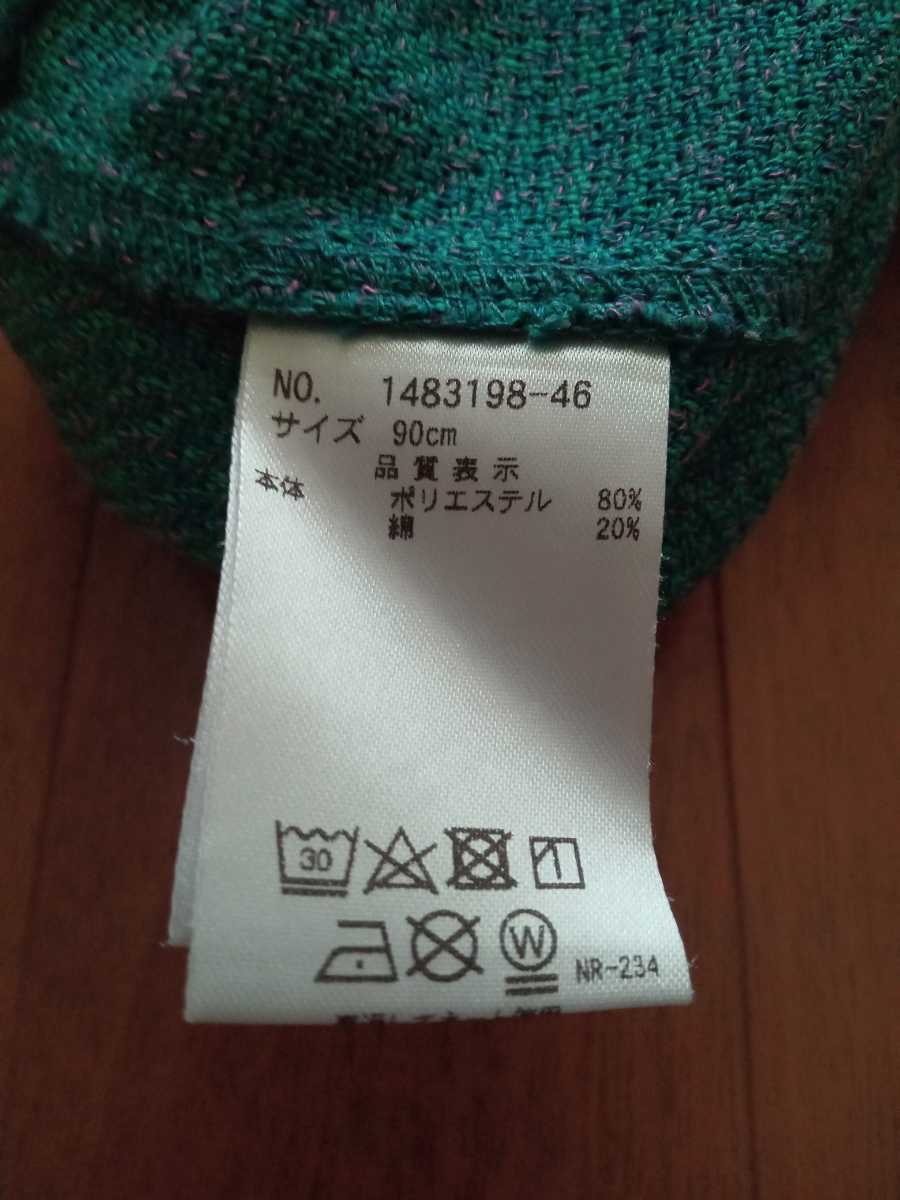 NO. 1483198-46
サイズ 90cm
品質表示
本体 ポリエステル 80%
綿 20%
30
W NR-234